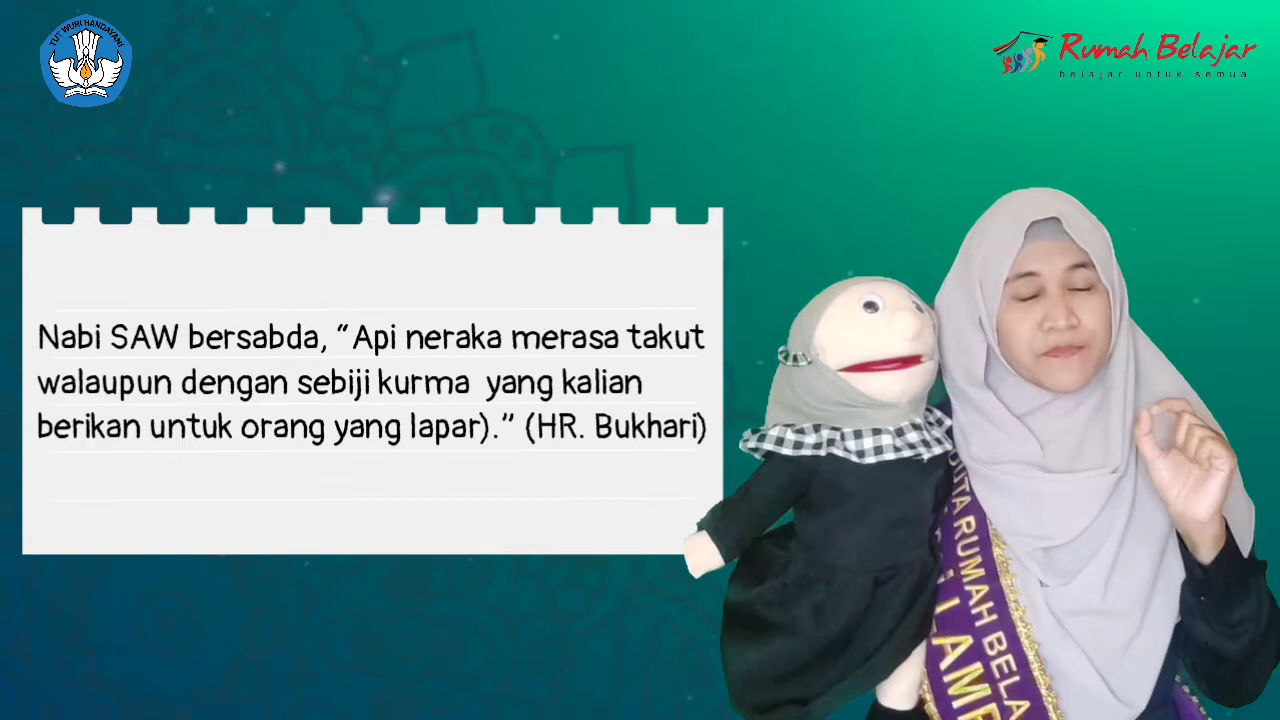 TUT WURI HANDAYANI
Rumah Belajar
belajar untuk semua
Nabi SAW bersabda, “Api neraka merasa takut
walaupun dengan sebiji kurma yang kalian
berikan untuk orang yang lapar).” (HR. Bukhari)
RUMAH